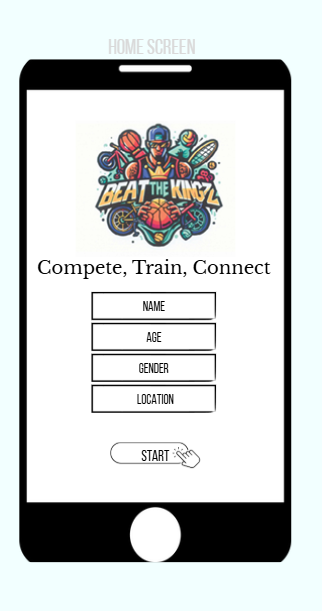 HOME SCREEN
BEAT THE KINGZ
Compete, Train, Connect
NAME
AGE
GENDER
LOCATION
START